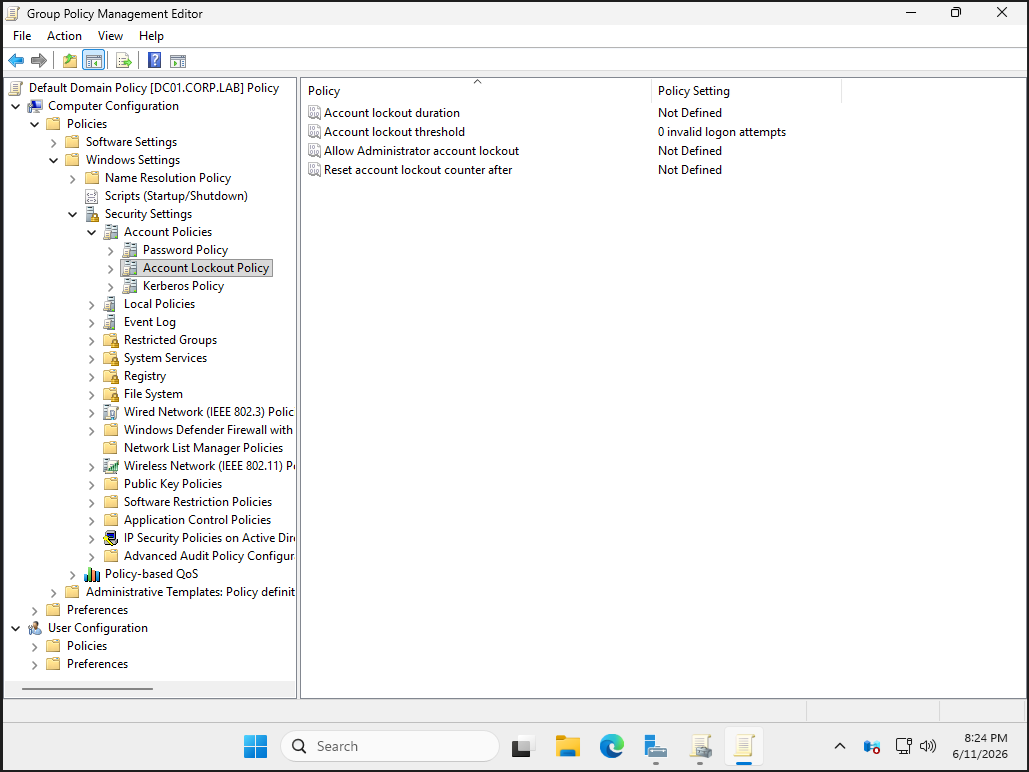 Group Policy Management Editor
File Action View Help
Default Domain Policy [DC01.CORP.LAB] Policy
Computer Configuration
Policies
Software Settings
Windows Settings
Name Resolution Policy
Scripts (Startup/Shutdown)
Security Settings
Account Policies
Password Policy
Account Lockout Policy
Kerberos Policy
Local Policies
Event Log
Restricted Groups
System Services
Registry
File System
Wired Network (IEEE 802.3) Polic
Windows Defender Firewall with
Network List Manager Policies
Wireless Network (IEEE 802.11) P
Public Key Policies
Software Restriction Policies
Application Control Policies
IP Security Policies on Active Dire
Advanced Audit Policy Configur
Policy-based QoS
Administrative Templates: Policy definit
Preferences
User Configuration
Policies
Preferences
Policy Policy Setting
Account lockout duration Not Defined
Account lockout threshold 0 invalid logon attempts
Allow Administrator account lockout Not Defined
Reset account lockout counter after Not Defined
Search
8:24 PM
6/11/2026